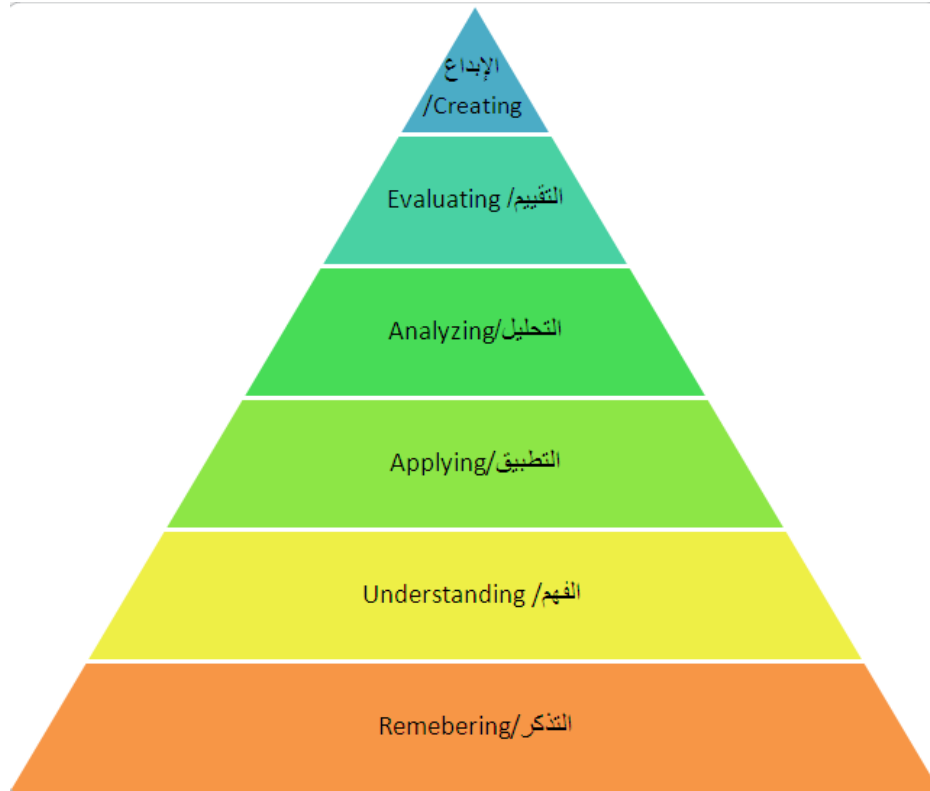 الإبداع
/Creating
Evaluating /التقييم
Analyzing/التحليل
Applying/التطبيق
Understanding /الفهم
Remebering/التذكر